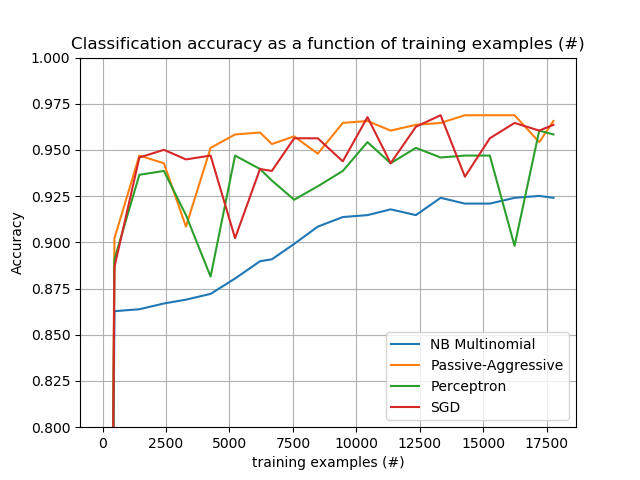 Classification accuracy as a function of training examples (#)
1.000
0.975
0.950
0.925
0.900
0.875
0.850
0.825
0.800
Accuracy
NB Multinomial
Passive-Aggressive
Perceptron
SGD
0 2500 5000 7500 10000 12500 15000 17500
training examples (#)